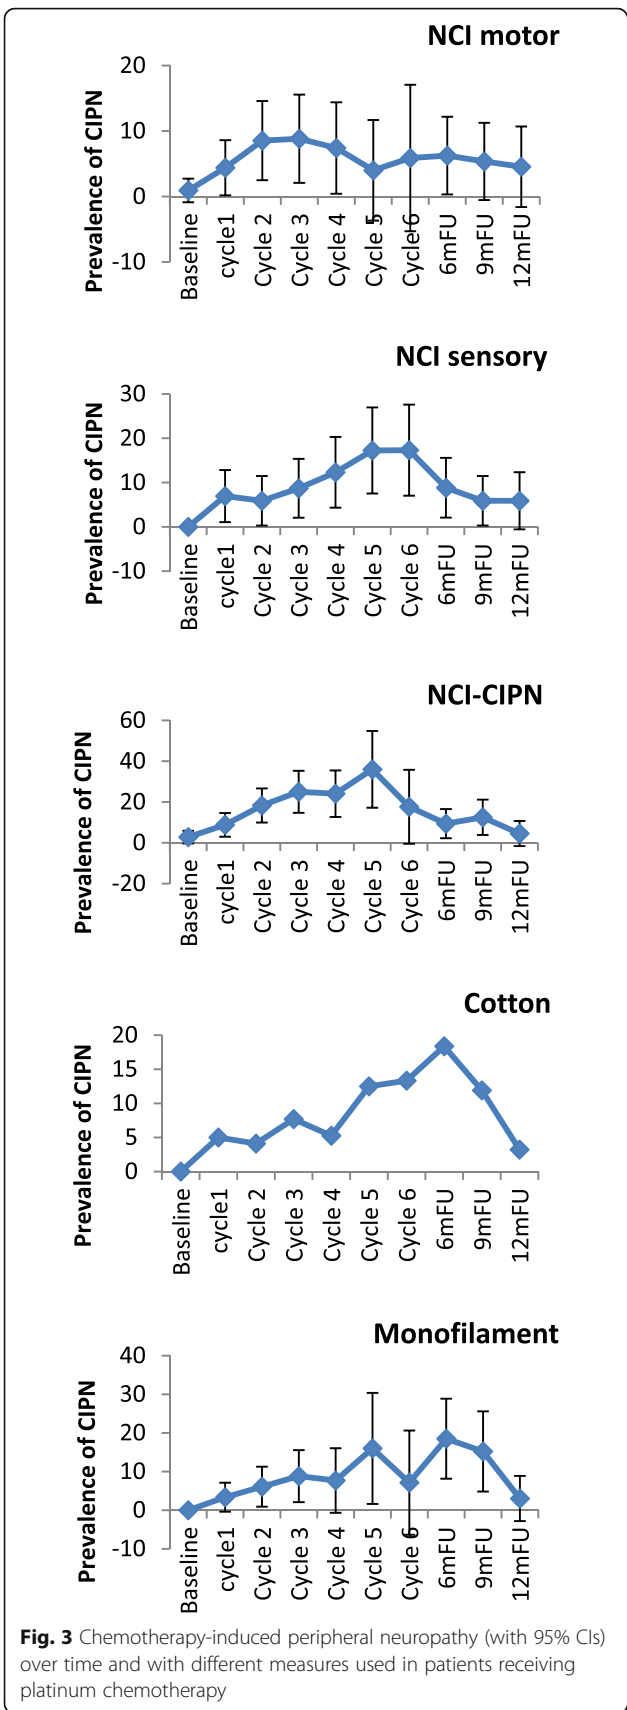 NCI motor
Prevalence of CIPN
20
10
0
-10
Baseline
cycle1
Cycle 2
Cycle 3
Cycle 4
Cycle 5
Cycle 6
6mFU
9mFU
12mFU
NCI sensory
Prevalence of CIPN
30
20
10
0
-10
Baseline
cycle1
Cycle 2
Cycle 3
Cycle 4
Cycle 5
Cycle 6
6mFU
9mFU
12mFU
NCI-CIPN
Prevalence of CIPN
60
40
20
0
-20
Baseline
cycle1
Cycle 2
Cycle 3
Cycle 4
Cycle 5
Cycle 6
6mFU
9mFU
12mFU
Cotton
Prevalence of CIPN
20
15
10
5
0
Baseline
cycle1
Cycle 2
Cycle 3
Cycle 4
Cycle 5
Cycle 6
6mFU
9mFU
12mFU
Monofilament
Prevalence of CIPN
40
30
20
10
0
-10
Baseline
cycle1
Cycle 2
Cycle 3
Cycle 4
Cycle 5
Cycle 6
6mFU
9mFU
12mFU
Fig. 3 Chemotherapy-induced peripheral neuropathy (with 95% CIs)
over time and with different measures used in patients receiving
platinum chemotherapy